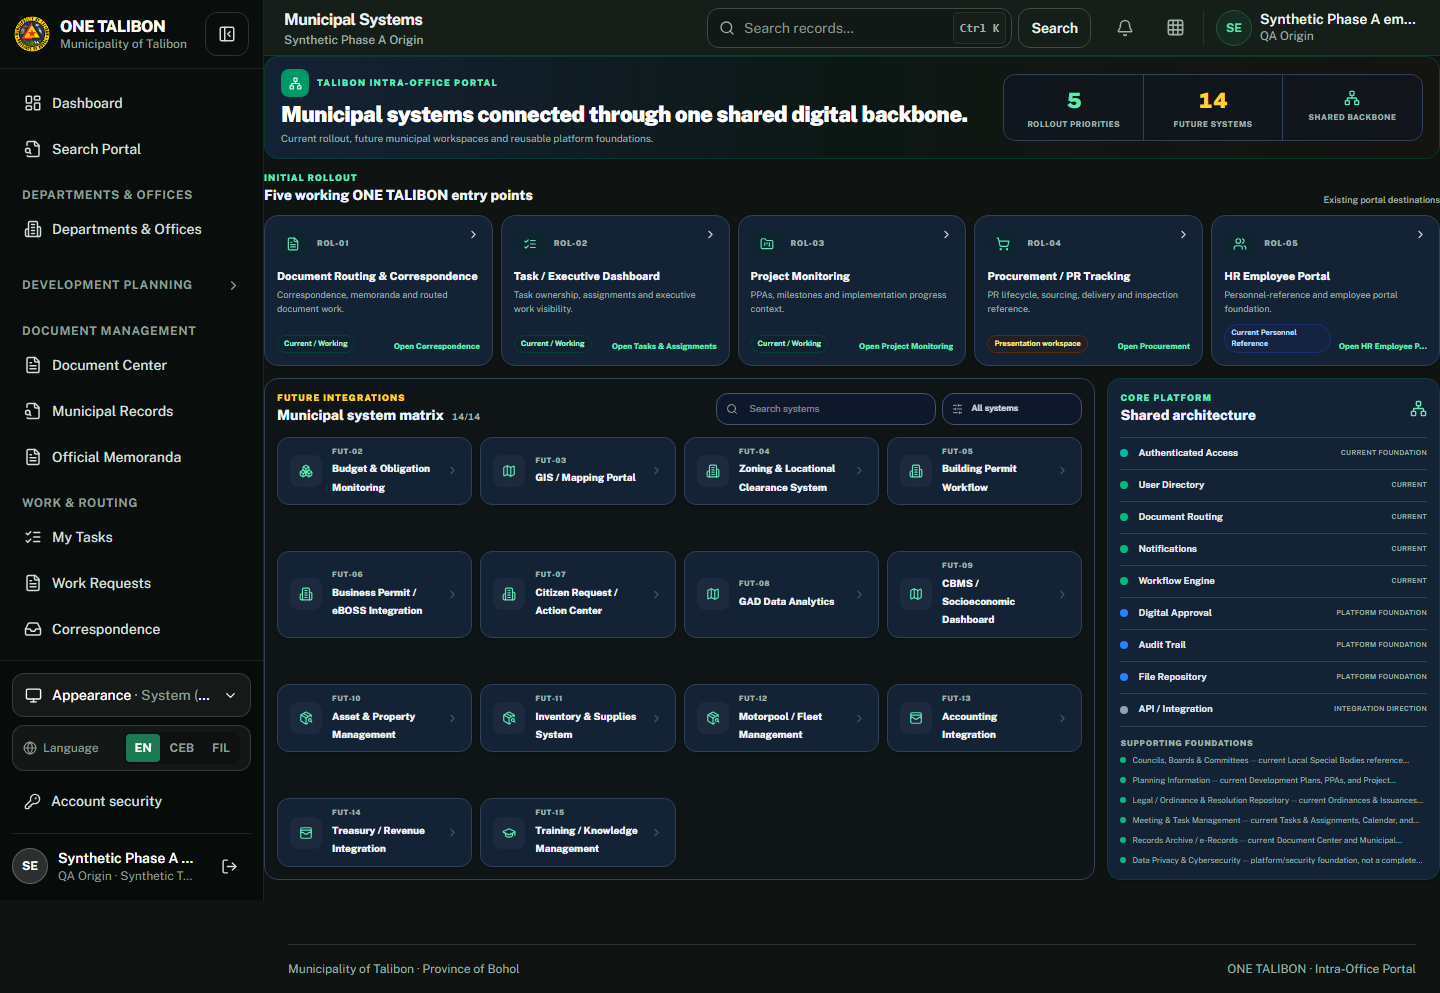 ONE TALIBON
Municipality of Talibon
Dashboard
Search Portal
DEPARTMENTS & OFFICES
Departments & Offices
DEVELOPMENT PLANNING
DOCUMENT MANAGEMENT
Document Center
Municipal Records
Official Memoranda
WORK & ROUTING
My Tasks
Work Requests
Correspondence
Appearance · System (...
Language EN CEB FIL
Account security
SE Synthetic Phase A ...
QA Origin · Synthetic T...
Municipal Systems
Synthetic Phase A Origin
Search records... Ctrl K Search
SE Synthetic Phase A em...
QA Origin
TALIBON INTRA-OFFICE PORTAL
Municipal systems connected through one shared digital backbone.
Current rollout, future municipal workspaces and reusable platform foundations.
5
ROLLOUT PRIORITIES
14
FUTURE SYSTEMS
SHARED BACKBONE
INITIAL ROLLOUT
Five working ONE TALIBON entry points
Existing portal destinations
ROL-01
Document Routing & Correspondence
Correspondence, memoranda and routed
document work.
Current / Working Open Correspondence
ROL-02
Task / Executive Dashboard
Task ownership, assignments and executive
work visibility.
Current / Working Open Tasks & Assignments
ROL-03
Project Monitoring
PPAs, milestones and implementation progress
context.
Current / Working Open Project Monitoring
ROL-04
Procurement / PR Tracking
PR lifecycle, sourcing, delivery and inspection
reference.
Presentation workspace Open Procurement
ROL-05
HR Employee Portal
Personnel-reference and employee portal
foundation.
Current Personnel
Reference
Open HR Employee P...
FUTURE INTEGRATIONS
Municipal system matrix 14/14
Search systems
All systems
FUT-02
Budget & Obligation
Monitoring
FUT-03
GIS / Mapping Portal
FUT-04
Zoning & Locational
Clearance System
FUT-05
Building Permit
Workflow
FUT-06
Business Permit /
eBOSS Integration
FUT-07
Citizen Request /
Action Center
FUT-08
GAD Data Analytics
FUT-09
CBMS /
Socioeconomic
Dashboard
FUT-10
Asset & Property
Management
FUT-11
Inventory & Supplies
System
FUT-12
Motorpool / Fleet
Management
FUT-13
Accounting
Integration
FUT-14
Treasury / Revenue
Integration
FUT-15
Training / Knowledge
Management
CORE PLATFORM
Shared architecture
Authenticated Access CURRENT FOUNDATION
User Directory CURRENT
Document Routing CURRENT
Notifications CURRENT
Workflow Engine CURRENT
Digital Approval PLATFORM FOUNDATION
Audit Trail PLATFORM FOUNDATION
File Repository PLATFORM FOUNDATION
API / Integration INTEGRATION DIRECTION
SUPPORTING FOUNDATIONS
Councils, Boards & Committees — current Local Special Bodies reference...
Planning Information — current Development Plans, PPAs, and Project...
Legal / Ordinance & Resolution Repository — current Ordinances & Issuances...
Meeting & Task Management — current Tasks & Assignments, Calendar, and...
Records Archive / e-Records — current Document Center and Municipal...
Data Privacy & Cybersecurity — platform/security foundation, not a complete...
Municipality of Talibon · Province of Bohol
ONE TALIBON · Intra-Office Portal